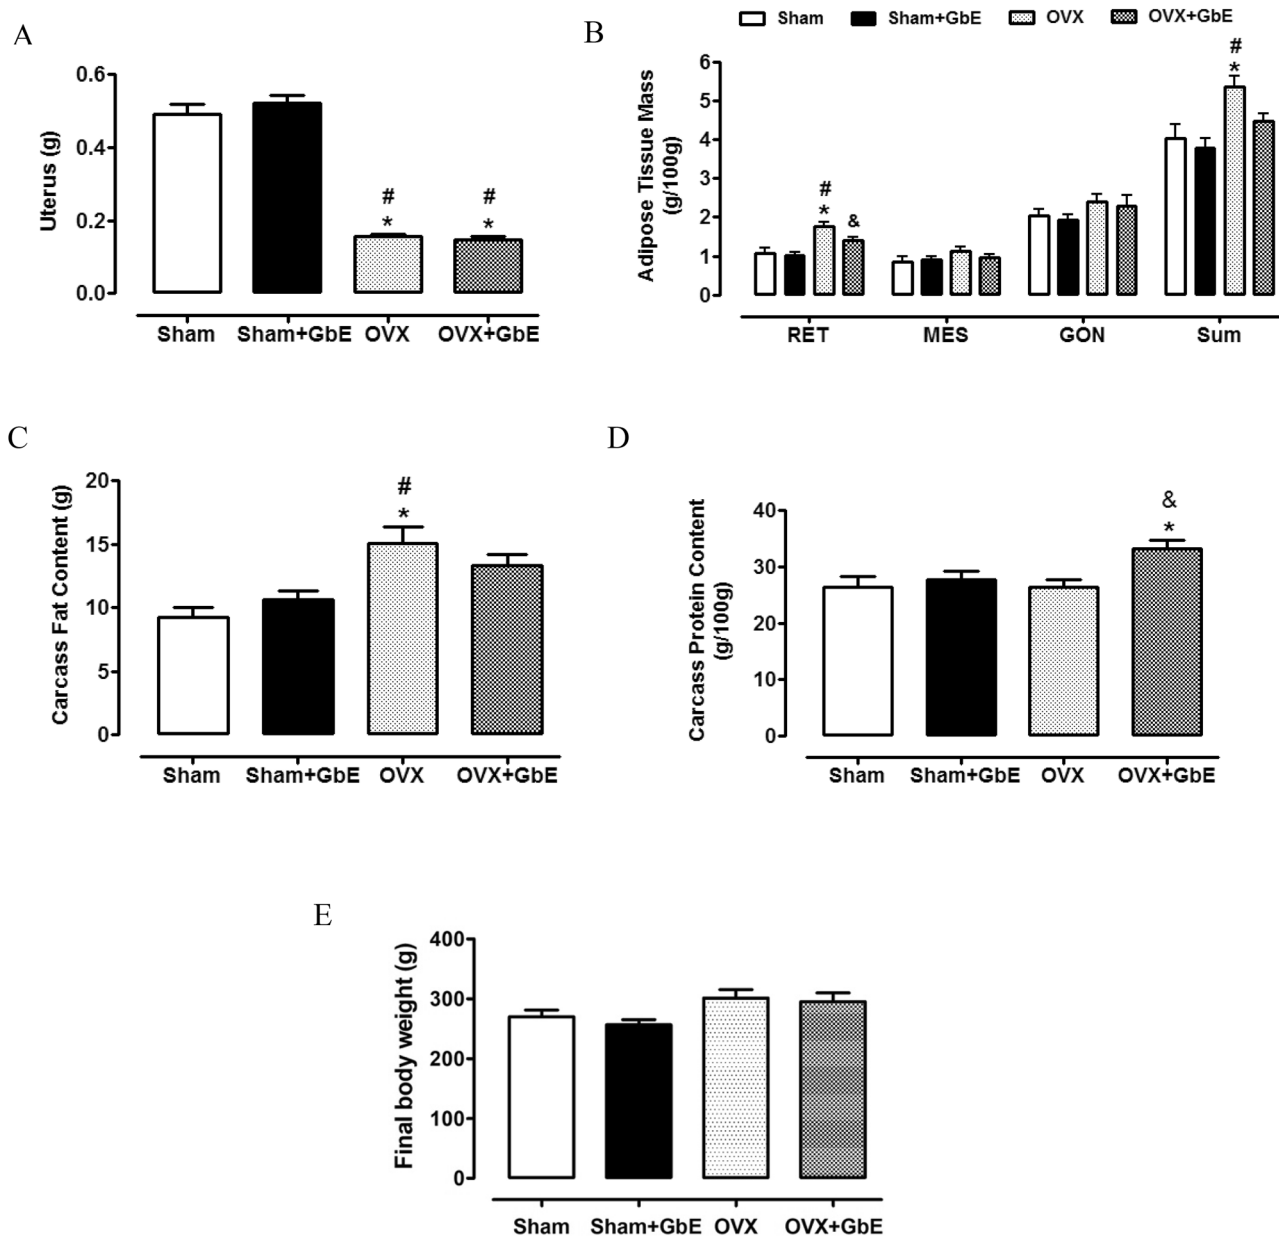 A
Uterus (g)
0.6
0.4
0.2
0.0
#
*
#
*
Sham Sham+GbE OVX OVX+GbE
B
Sham Sham+GbE OVX OVX+GbE
Adipose Tissue Mass
(g/100g)
6
5
4
3
2
1
0
#
*
&
#
*
RET MES GON Sum
C
Carcass Fat Content (g)
20
15
10
5
0
#
*
Sham Sham+GbE OVX OVX+GbE
D
Carcass Protein Content
(g/100g)
40
30
20
10
0
&
*
Sham Sham+GbE OVX OVX+GbE
E
Final body weight (g)
400
300
200
100
0
Sham Sham+GbE OVX OVX+GbE